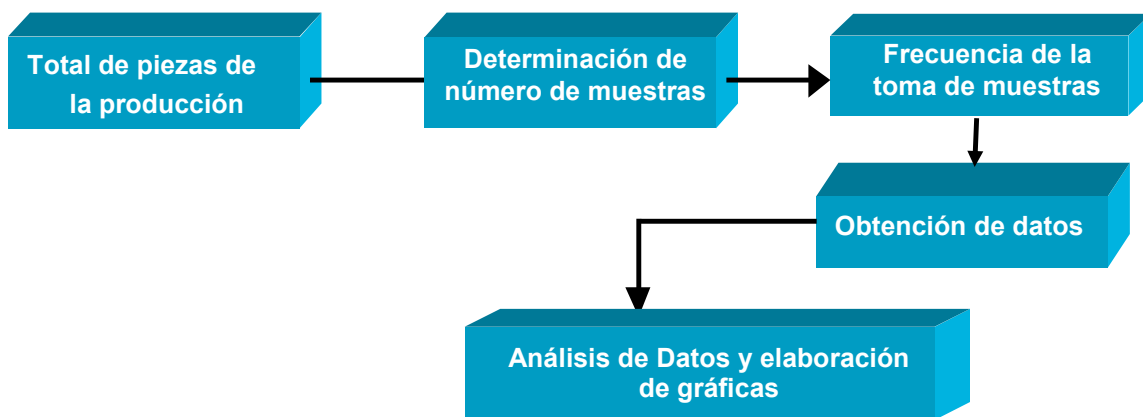 Total de piezas de
la producción
Determinación de
número de muestras
Frecuencia de la
toma de muestras
Obtención de datos
Análisis de Datos y elaboración
de gráficas